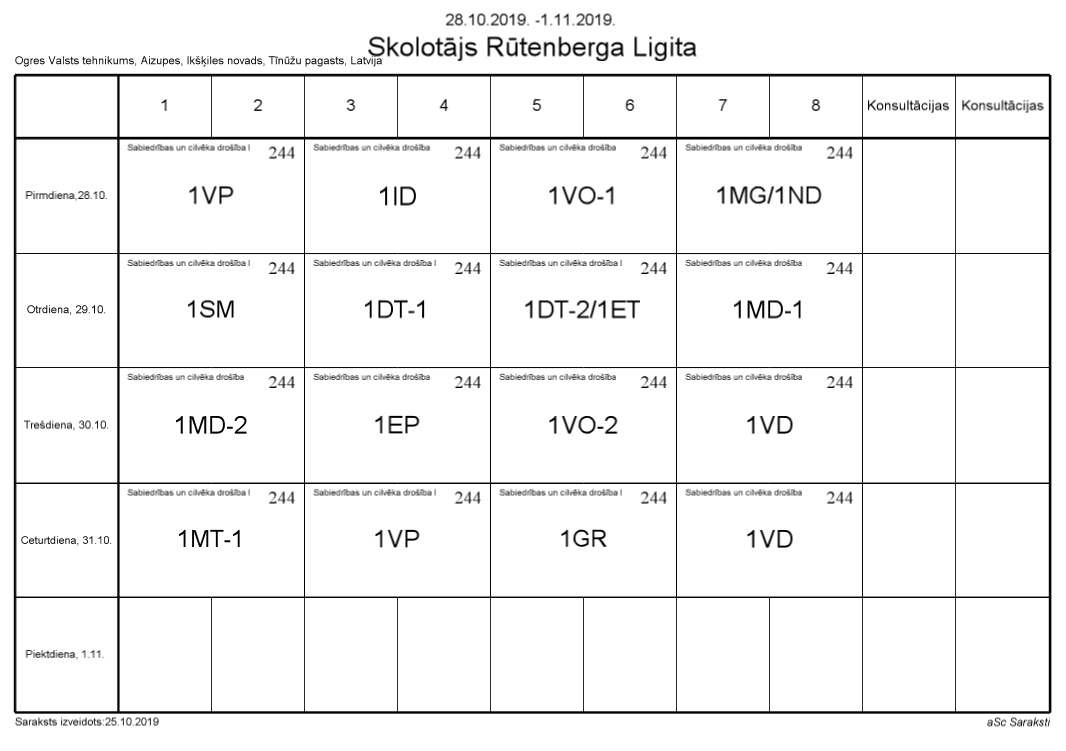 28.10.2019. -1.11.2019.
Skolotājs Rūtenberga Ligita
Ogres Valsts tehnikums, Aizupes, Ikšķiles novads, Tīnūžu pagasts, Latvija
1 2 3 4 5 6 7 8 Konsultācijas Konsultācijas
Sabiedrības un cilvēka drošība I 244 Sabiedrības un cilvēka drošība 244 Sabiedrības un cilvēka drošība 244 Sabiedrības un cilvēka drošība 244
Pirmdiena,28.10. 1VP 1ID 1VO-1 1MG/1ND
Sabiedrības un cilvēka drošība I 244 Sabiedrības un cilvēka drošība I 244 Sabiedrības un cilvēka drošība I 244 Sabiedrības un cilvēka drošība 244
Otrdiena, 29.10. 1SM 1DT-1 1DT-2/1ET 1MD-1
Sabiedrības un cilvēka drošība 244 Sabiedrības un cilvēka drošība 244 Sabiedrības un cilvēka drošība 244 Sabiedrības un cilvēka drošība 244
Trešdiena, 30.10. 1MD-2 1EP 1VO-2 1VD
Sabiedrības un cilvēka drošība I 244 Sabiedrības un cilvēka drošība I 244 Sabiedrības un cilvēka drošība I 244 Sabiedrības un cilvēka drošība 244
Ceturtdiena, 31.10. 1MT-1 1VP 1GR 1VD
Piektdiena, 1.11.
Saraksts izveidots:25.10.2019 aSc Saraksti